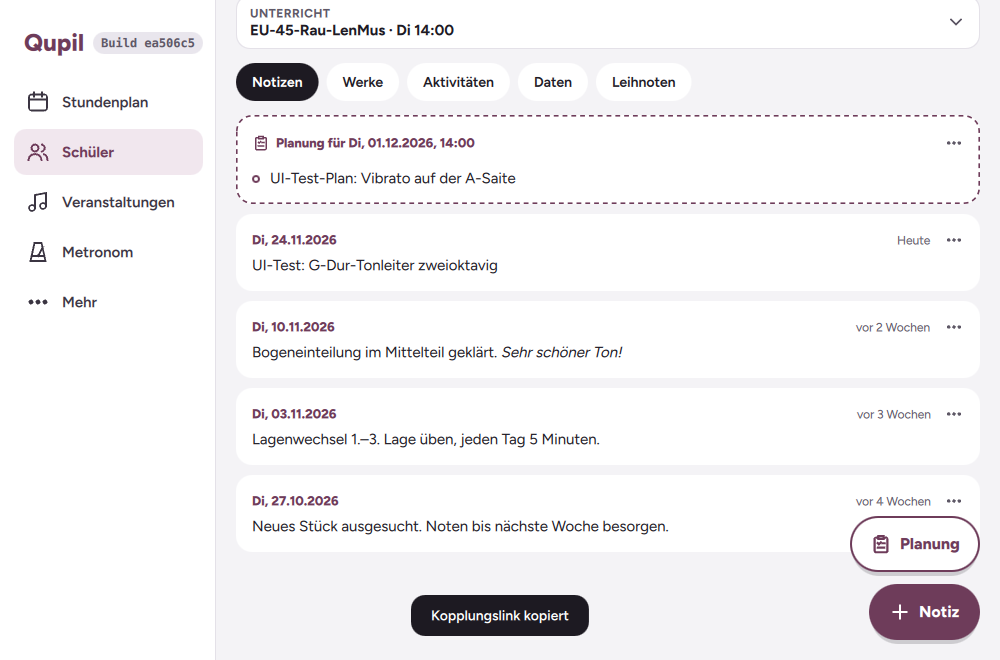 Qupil Build ea506c5
Stundenplan
Schüler
Veranstaltungen
Metronom
Mehr
UNTERRICHT
EU-45-Rau-LenMus · Di 14:00
Notizen Werke Aktivitäten Daten Leihnoten
Planung für Di, 01.12.2026, 14:00
UI-Test-Plan: Vibrato auf der A-Saite
Di, 24.11.2026 Heute
UI-Test: G-Dur-Tonleiter zweioktavig
Di, 10.11.2026 vor 2 Wochen
Bogeneinteilung im Mittelteil geklärt. Sehr schöner Ton!
Di, 03.11.2026 vor 3 Wochen
Lagenwechsel 1.–3. Lage üben, jeden Tag 5 Minuten.
Di, 27.10.2026 vor 4 Wochen
Neues Stück ausgesucht. Noten bis nächste Woche besorgen.
Planung
Notiz
Kopplungslink kopiert